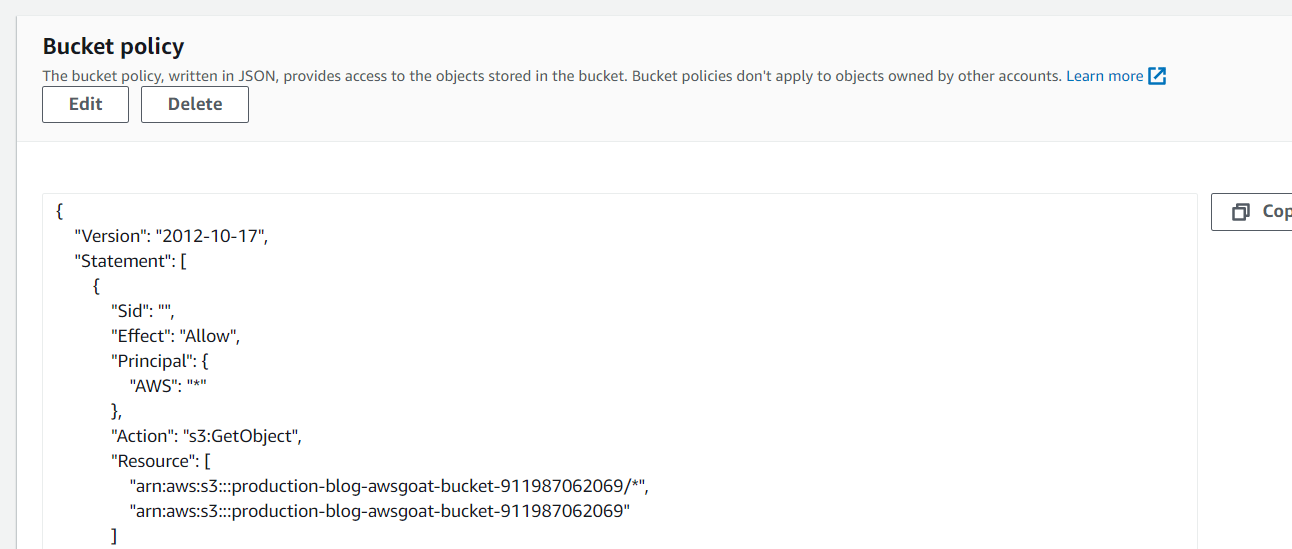 Bucket policy
The bucket policy, written in JSON, provides access to the objects stored in the bucket. Bucket policies don't apply to objects owned by other accounts. Learn more
Edit Delete
{
"Version": "2012-10-17",
"Statement": [
{
"Sid": "",
"Effect": "Allow",
"Principal": {
"AWS": "*"
},
"Action": "s3:GetObject",
"Resource": [
"arn:aws:s3:::production-blog-awsgoat-bucket-911987062069/*",
"arn:aws:s3:::production-blog-awsgoat-bucket-911987062069"
]
Cop